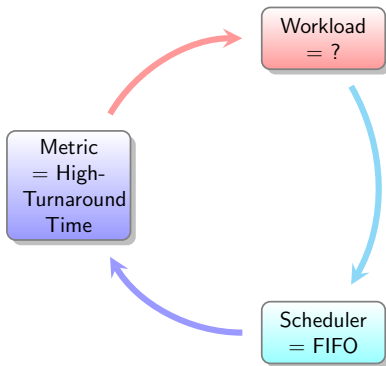 Workload
= ?
Metric
= High-
Turnaround
Time
Scheduler
= FIFO